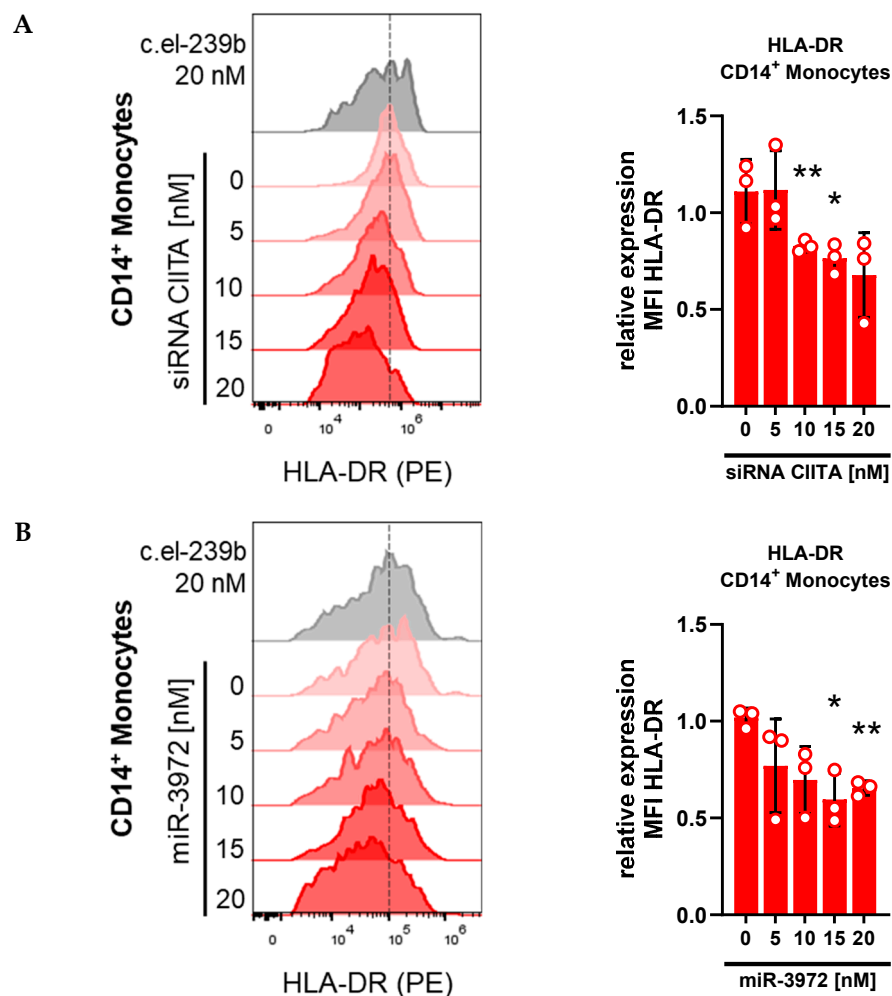 A
c.el-239b
20 nM
CD14⁺ Monocytes
siRNA CIITA [nM]
0
5
10
15
20
0 10⁴ 10⁶
HLA-DR (PE)
HLA-DR
CD14⁺ Monocytes
relative expression
MFI HLA-DR
1.5
1.0
0.5
0.0
** *
0 5 10 15 20
siRNA CIITA [nM]
B
c.el-239b
20 nM
CD14⁺ Monocytes
miR-3972 [nM]
0
5
10
15
20
0 10⁴ 10⁵ 10⁶
HLA-DR (PE)
HLA-DR
CD14⁺ Monocytes
relative expression
MFI HLA-DR
1.5
1.0
0.5
0.0
* **
0 5 10 15 20
miR-3972 [nM]